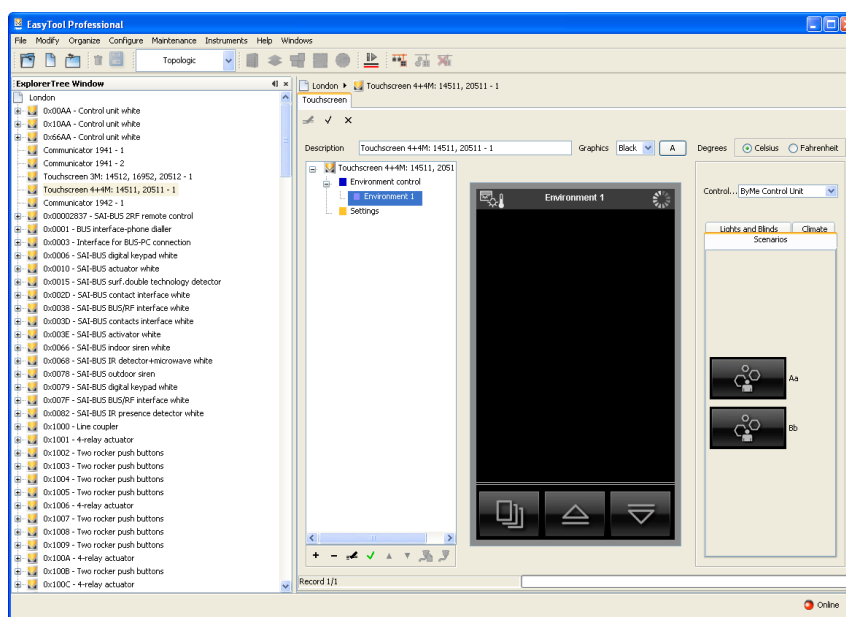 EasyTool Professional
File Modify Organize Configure Maintenance Instruments Help Windows
Topologic
ExplorerTree Window
London
0x00AA - Control unit white
0x10AA - Control unit white
0x66AA - Control unit white
Communicator 1941 - 1
Communicator 1941 - 2
Touchscreen 3M: 14512, 16952, 20512 - 1
Touchscreen 4+4M: 14511, 20511 - 1
Communicator 1942 - 1
0x00002837 - SAI-BUS 2RF remote control
0x0001 - BUS interface-phone dialler
0x0003 - Interface for BUS-PC connection
0x0006 - SAI-BUS digital keypad white
0x0010 - SAI-BUS actuator white
0x0015 - SAI-BUS surf.double technology detector
0x002D - SAI-BUS contact interface white
0x0038 - SAI-BUS BUS/RF interface white
0x003D - SAI-BUS contacts interface white
0x003E - SAI-BUS activator white
0x0066 - SAI-BUS indoor siren white
0x0068 - SAI-BUS IR detector+microwave white
0x0078 - SAI-BUS outdoor siren
0x0079 - SAI-BUS digital keypad white
0x007F - SAI-BUS BUS/RF interface white
0x0082 - SAI-BUS IR presence detector white
0x1000 - Line coupler
0x1001 - 4-relay actuator
0x1002 - Two rocker push buttons
0x1003 - Two rocker push buttons
0x1004 - Two rocker push buttons
0x1005 - Two rocker push buttons
0x1006 - 4-relay actuator
0x1007 - Two rocker push buttons
0x1008 - Two rocker push buttons
0x1009 - Two rocker push buttons
0x100A - 4-relay actuator
0x100B - Two rocker push buttons
0x100C - 4-relay actuator
London Touchscreen 4+4M: 14511, 20511 - 1
Touchscreen
Description Touchscreen 4+4M: 14511, 20511 - 1 Graphics Black A Degrees Celsius Fahrenheit
Touchscreen 4+4M: 14511, 2051
Environment control
Environment 1
Settings
Environment 1
Control... ByMe Control Unit
Lights and Blinds Climate
Scenarios
Aa
Bb
Record 1/1
Online